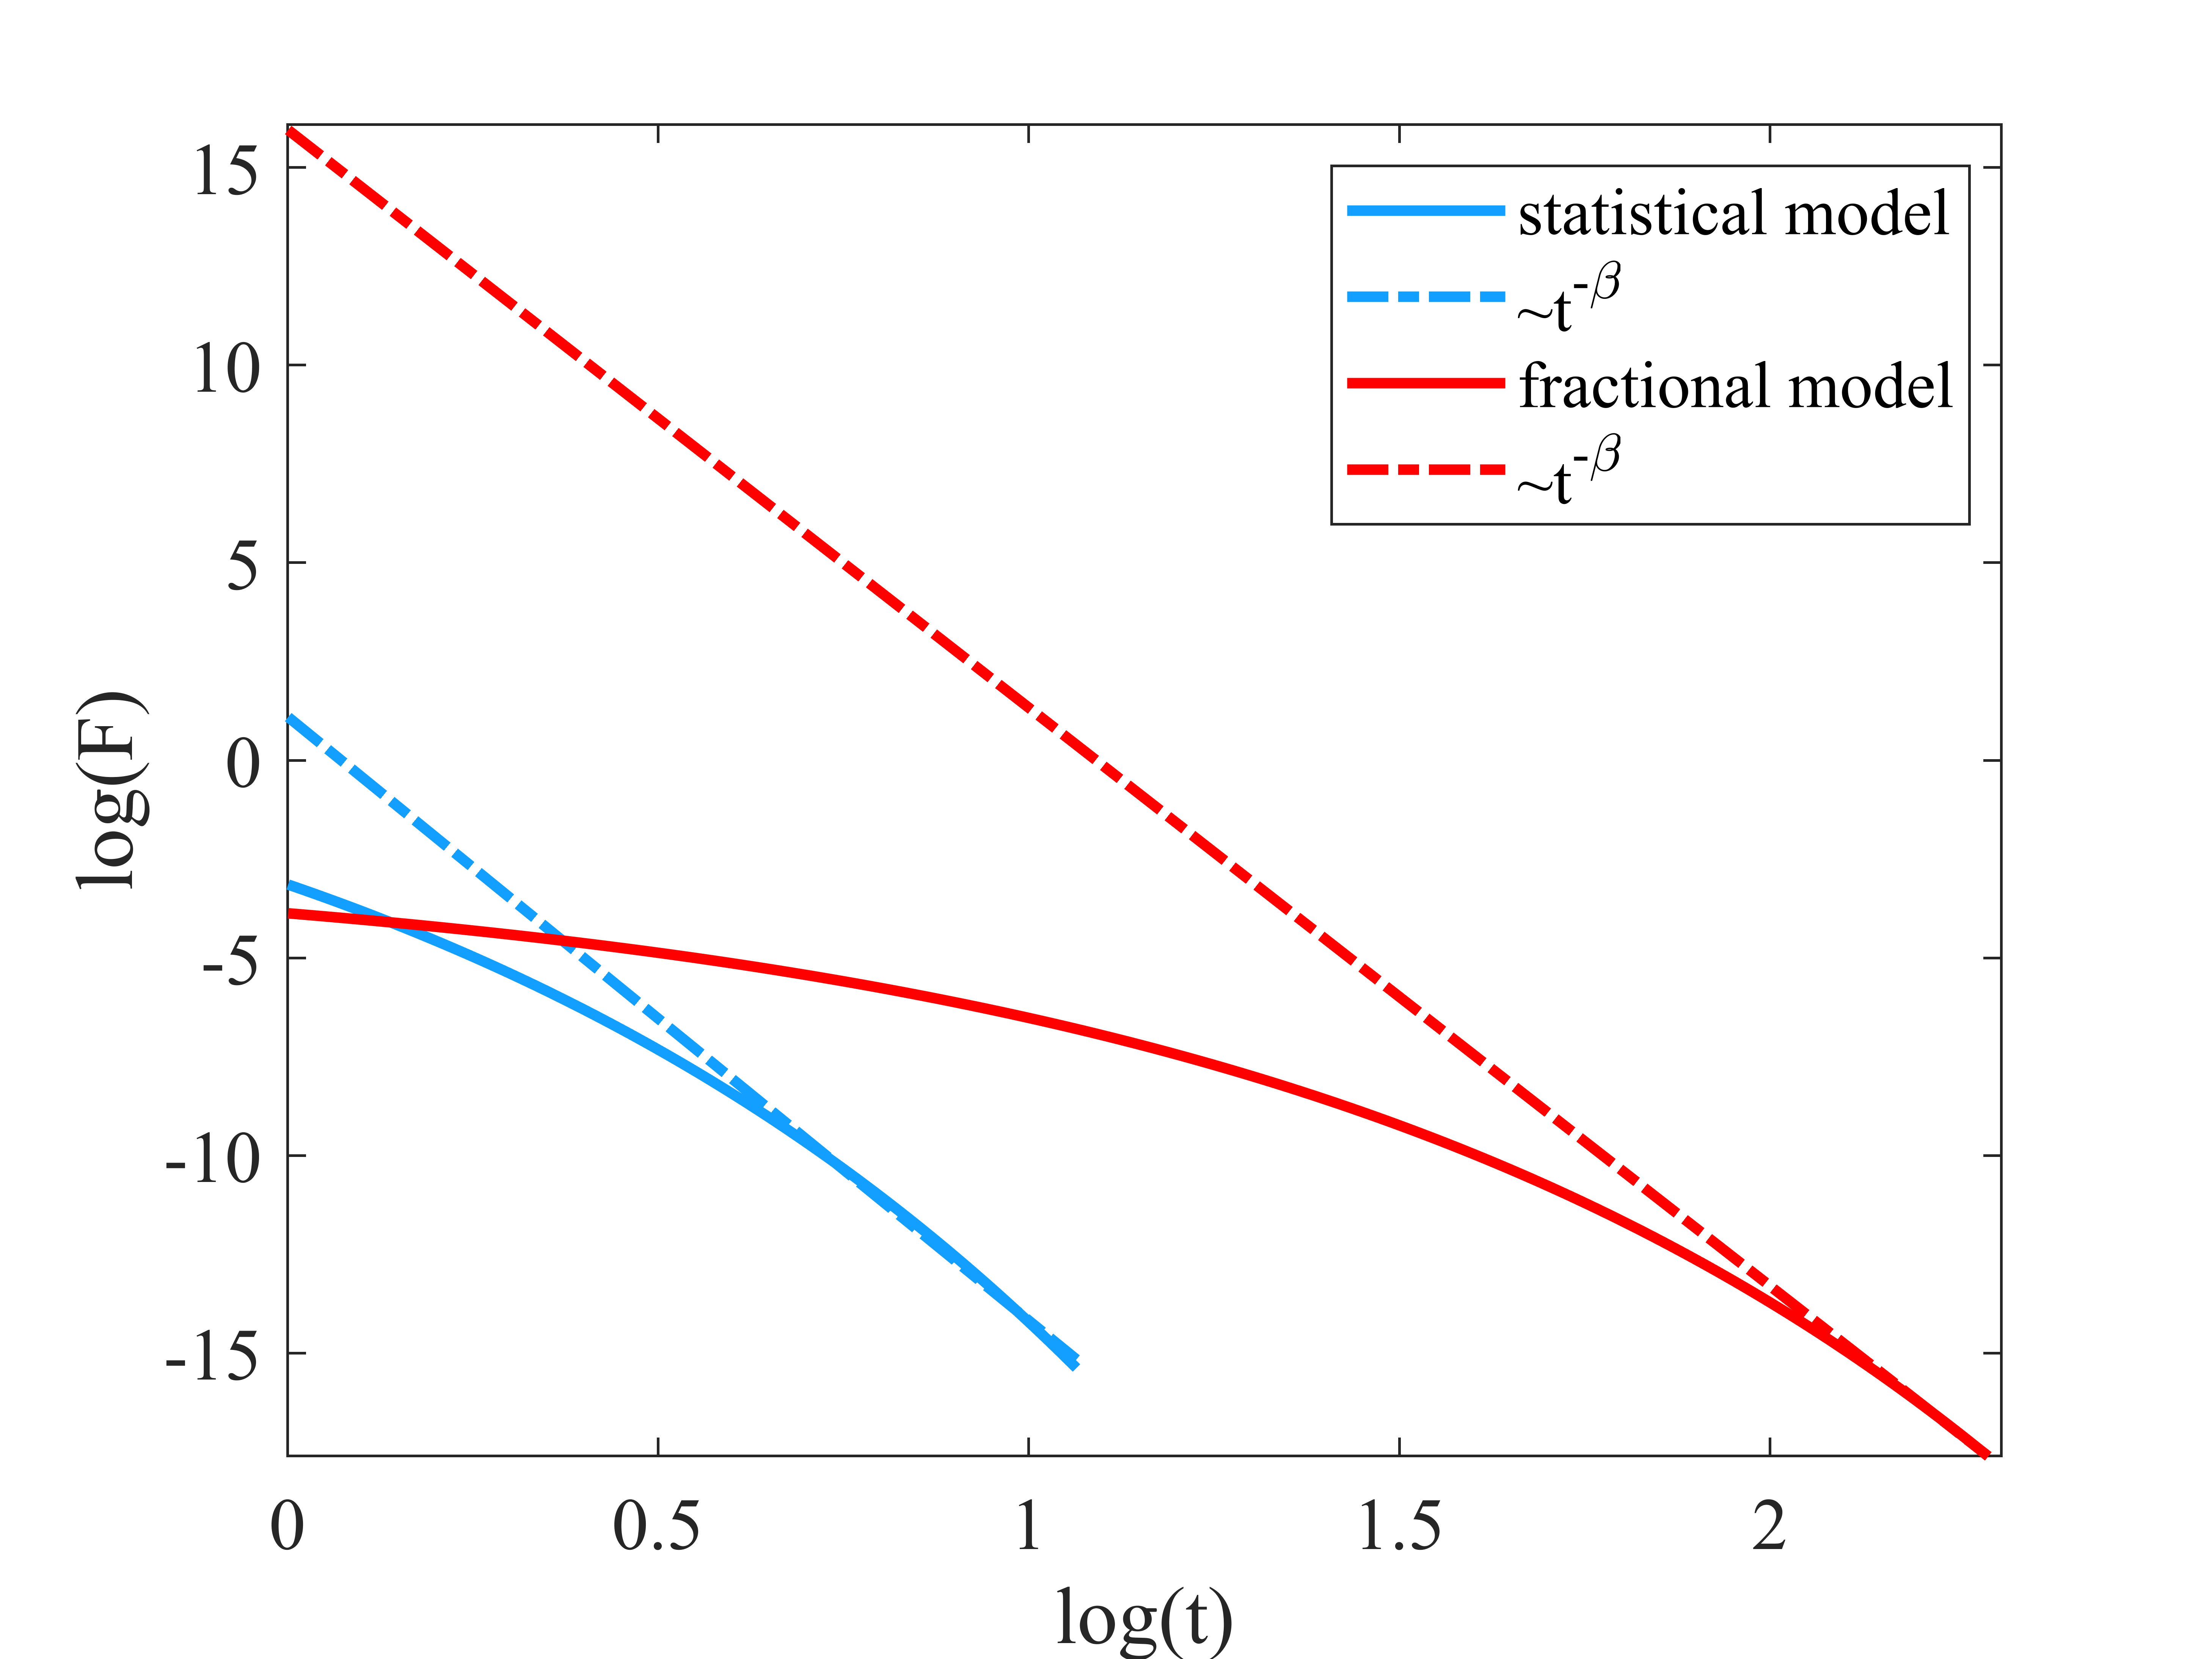 15
10
5
0
-5
-10
-15
log(F)
statistical model
~t^-β
fractional model
~t^-β
0 0.5 1 1.5 2
log(t)